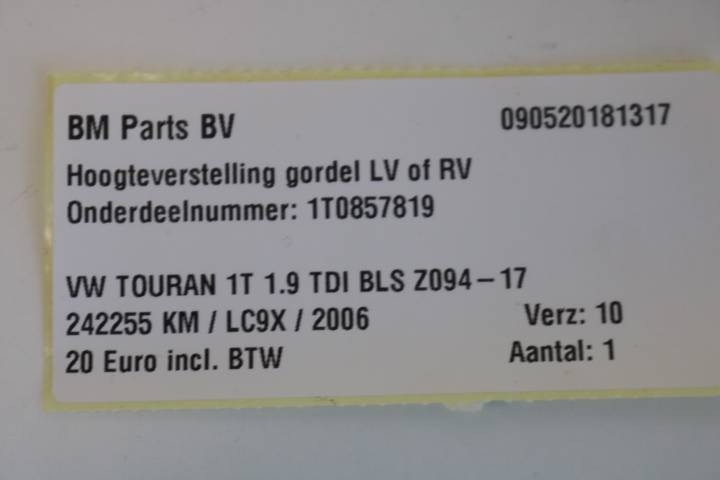 BM Parts BV 090520181317
Hoogteverstelling gordel LV of RV
Onderdeelnummer: 1T0857819
VW TOURAN 1T 1.9 TDI BLS Z094-17
242255 KM / LC9X / 2006 Verz: 10
20 Euro incl. BTW Aantal: 1